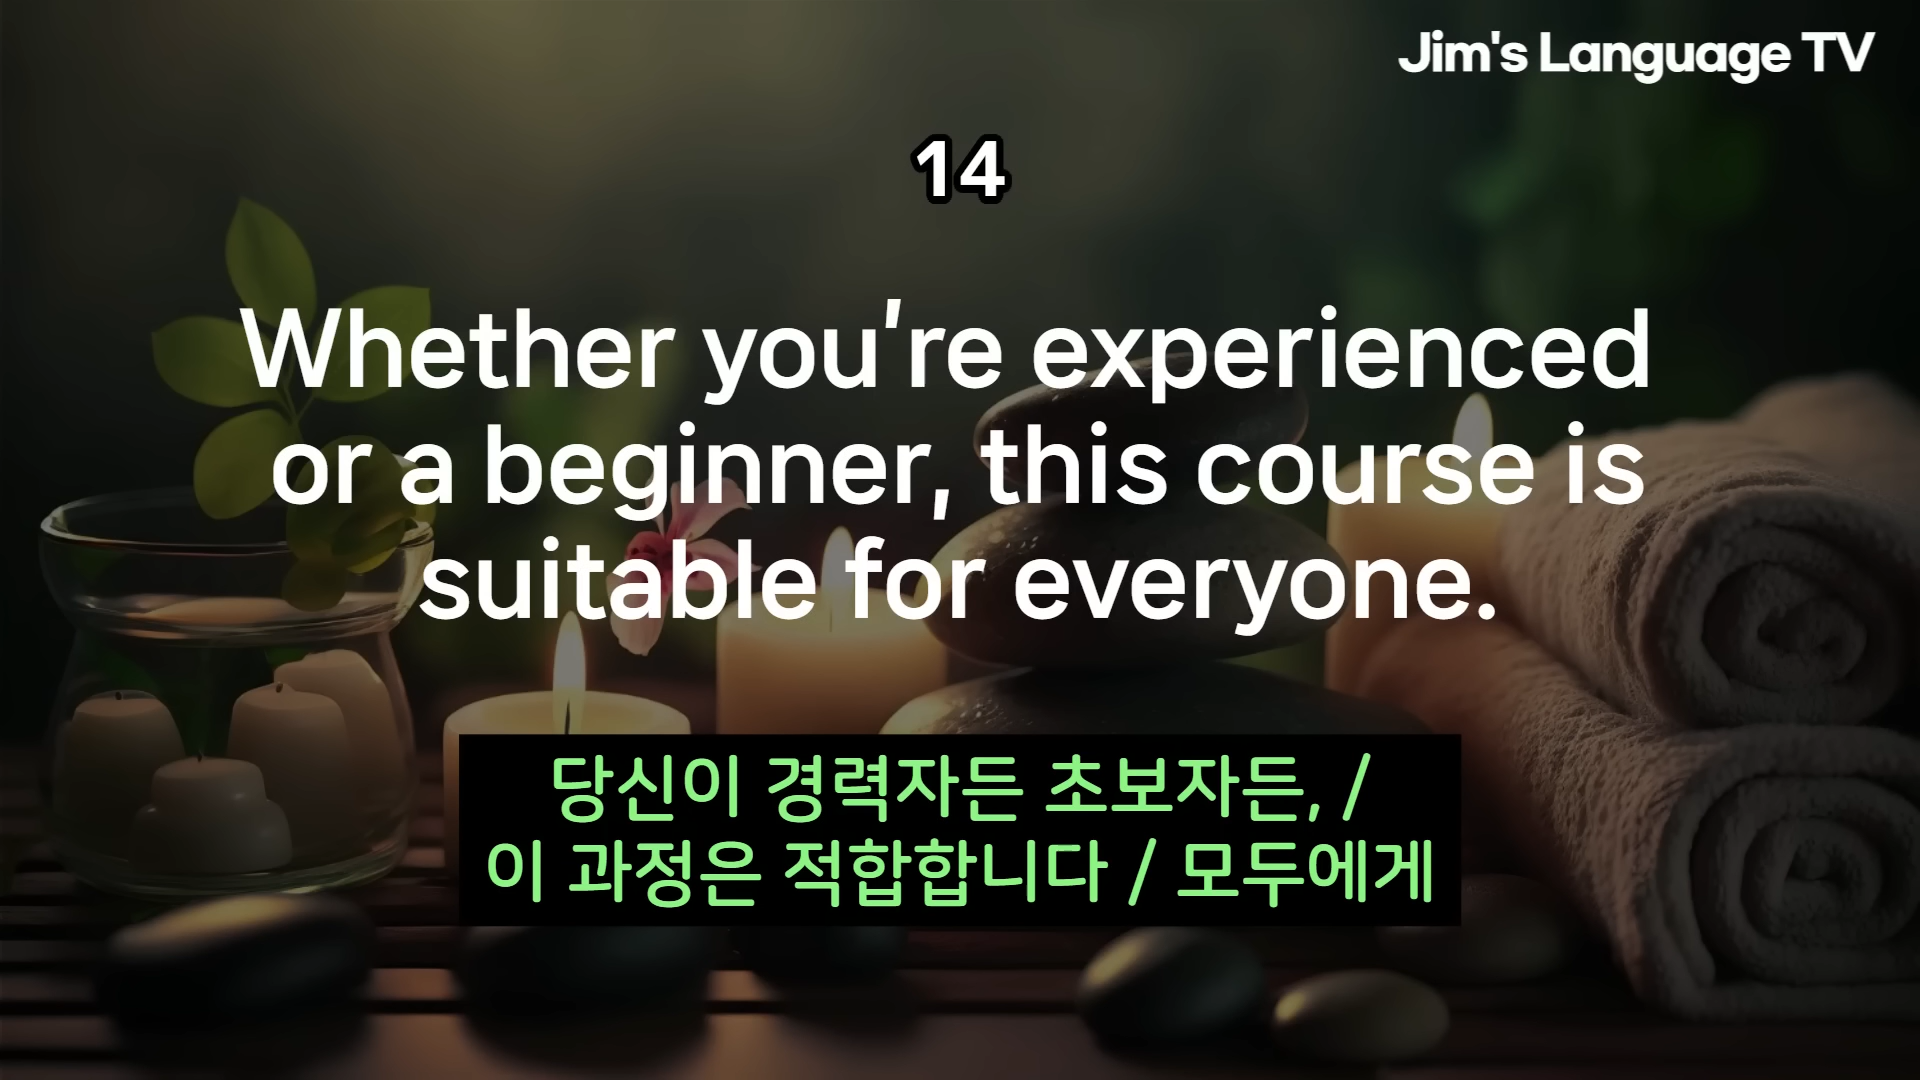 Jim's Language TV
14
Whether you're experienced
or a beginner, this course is
suitable for everyone.
당신이 경력자든 초보자든, /
이 과정은 적합합니다 / 모두에게